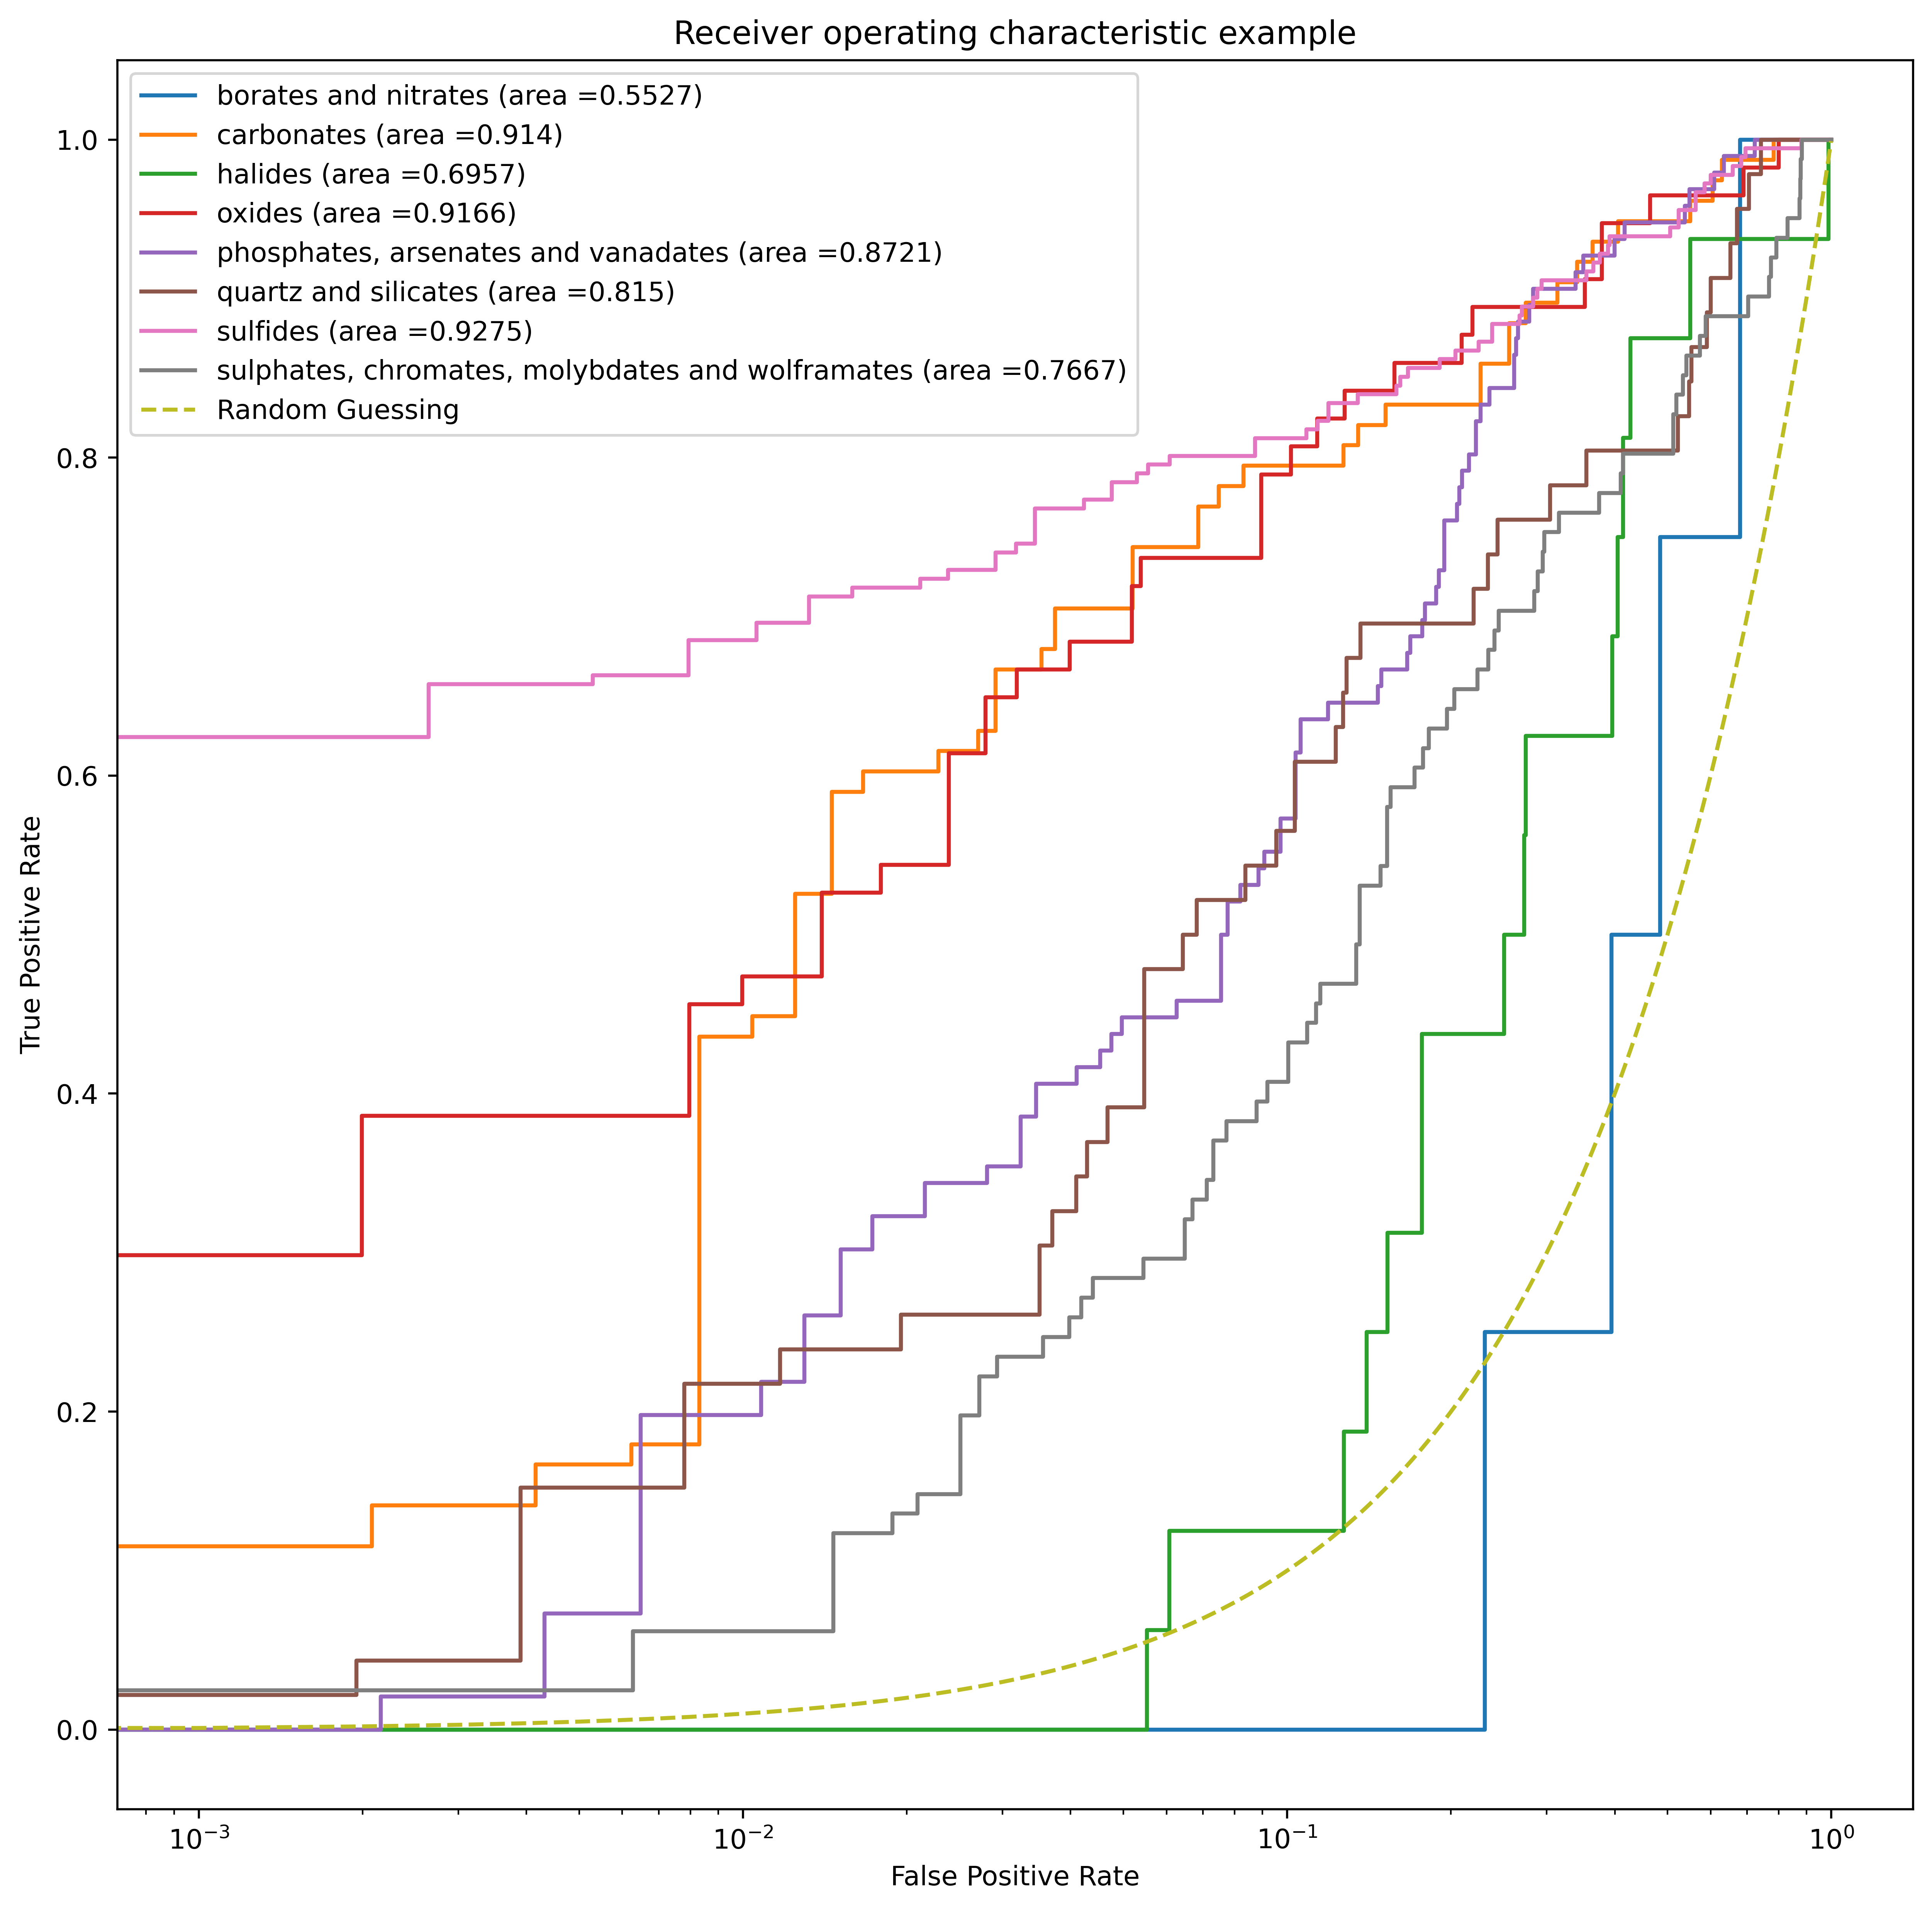 Receiver operating characteristic example
borates and nitrates (area =0.5527)
carbonates (area =0.914)
halides (area =0.6957)
oxides (area =0.9166)
phosphates, arsenates and vanadates (area =0.8721)
quartz and silicates (area =0.815)
sulfides (area =0.9275)
sulphates, chromates, molybdates and wolframates (area =0.7667)
Random Guessing
1.0
0.8
0.6
0.4
0.2
0.0
True Positive Rate
10⁻³ 10⁻² 10⁻¹ 10⁰
False Positive Rate